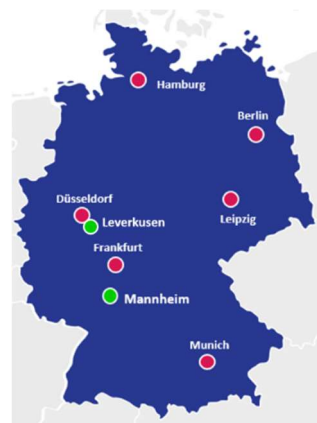 Hamburg
Berlin
Düsseldorf
Leverkusen
Leipzig
Frankfurt
Mannheim
Munich